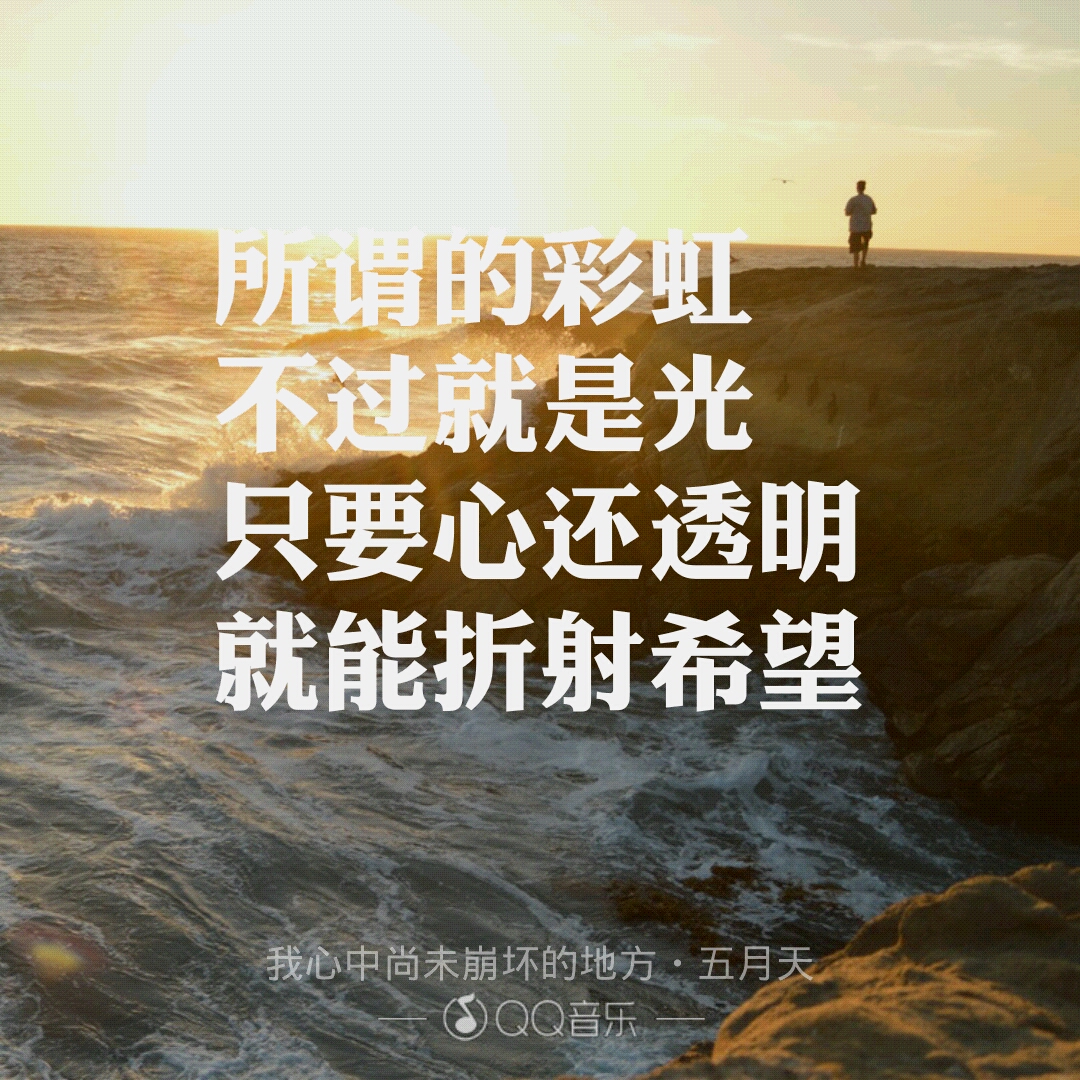 所谓的彩虹
不过就是光
只要心还透明
就能折射希望
我心中尚未崩坏的地方·五月天
QQ音乐